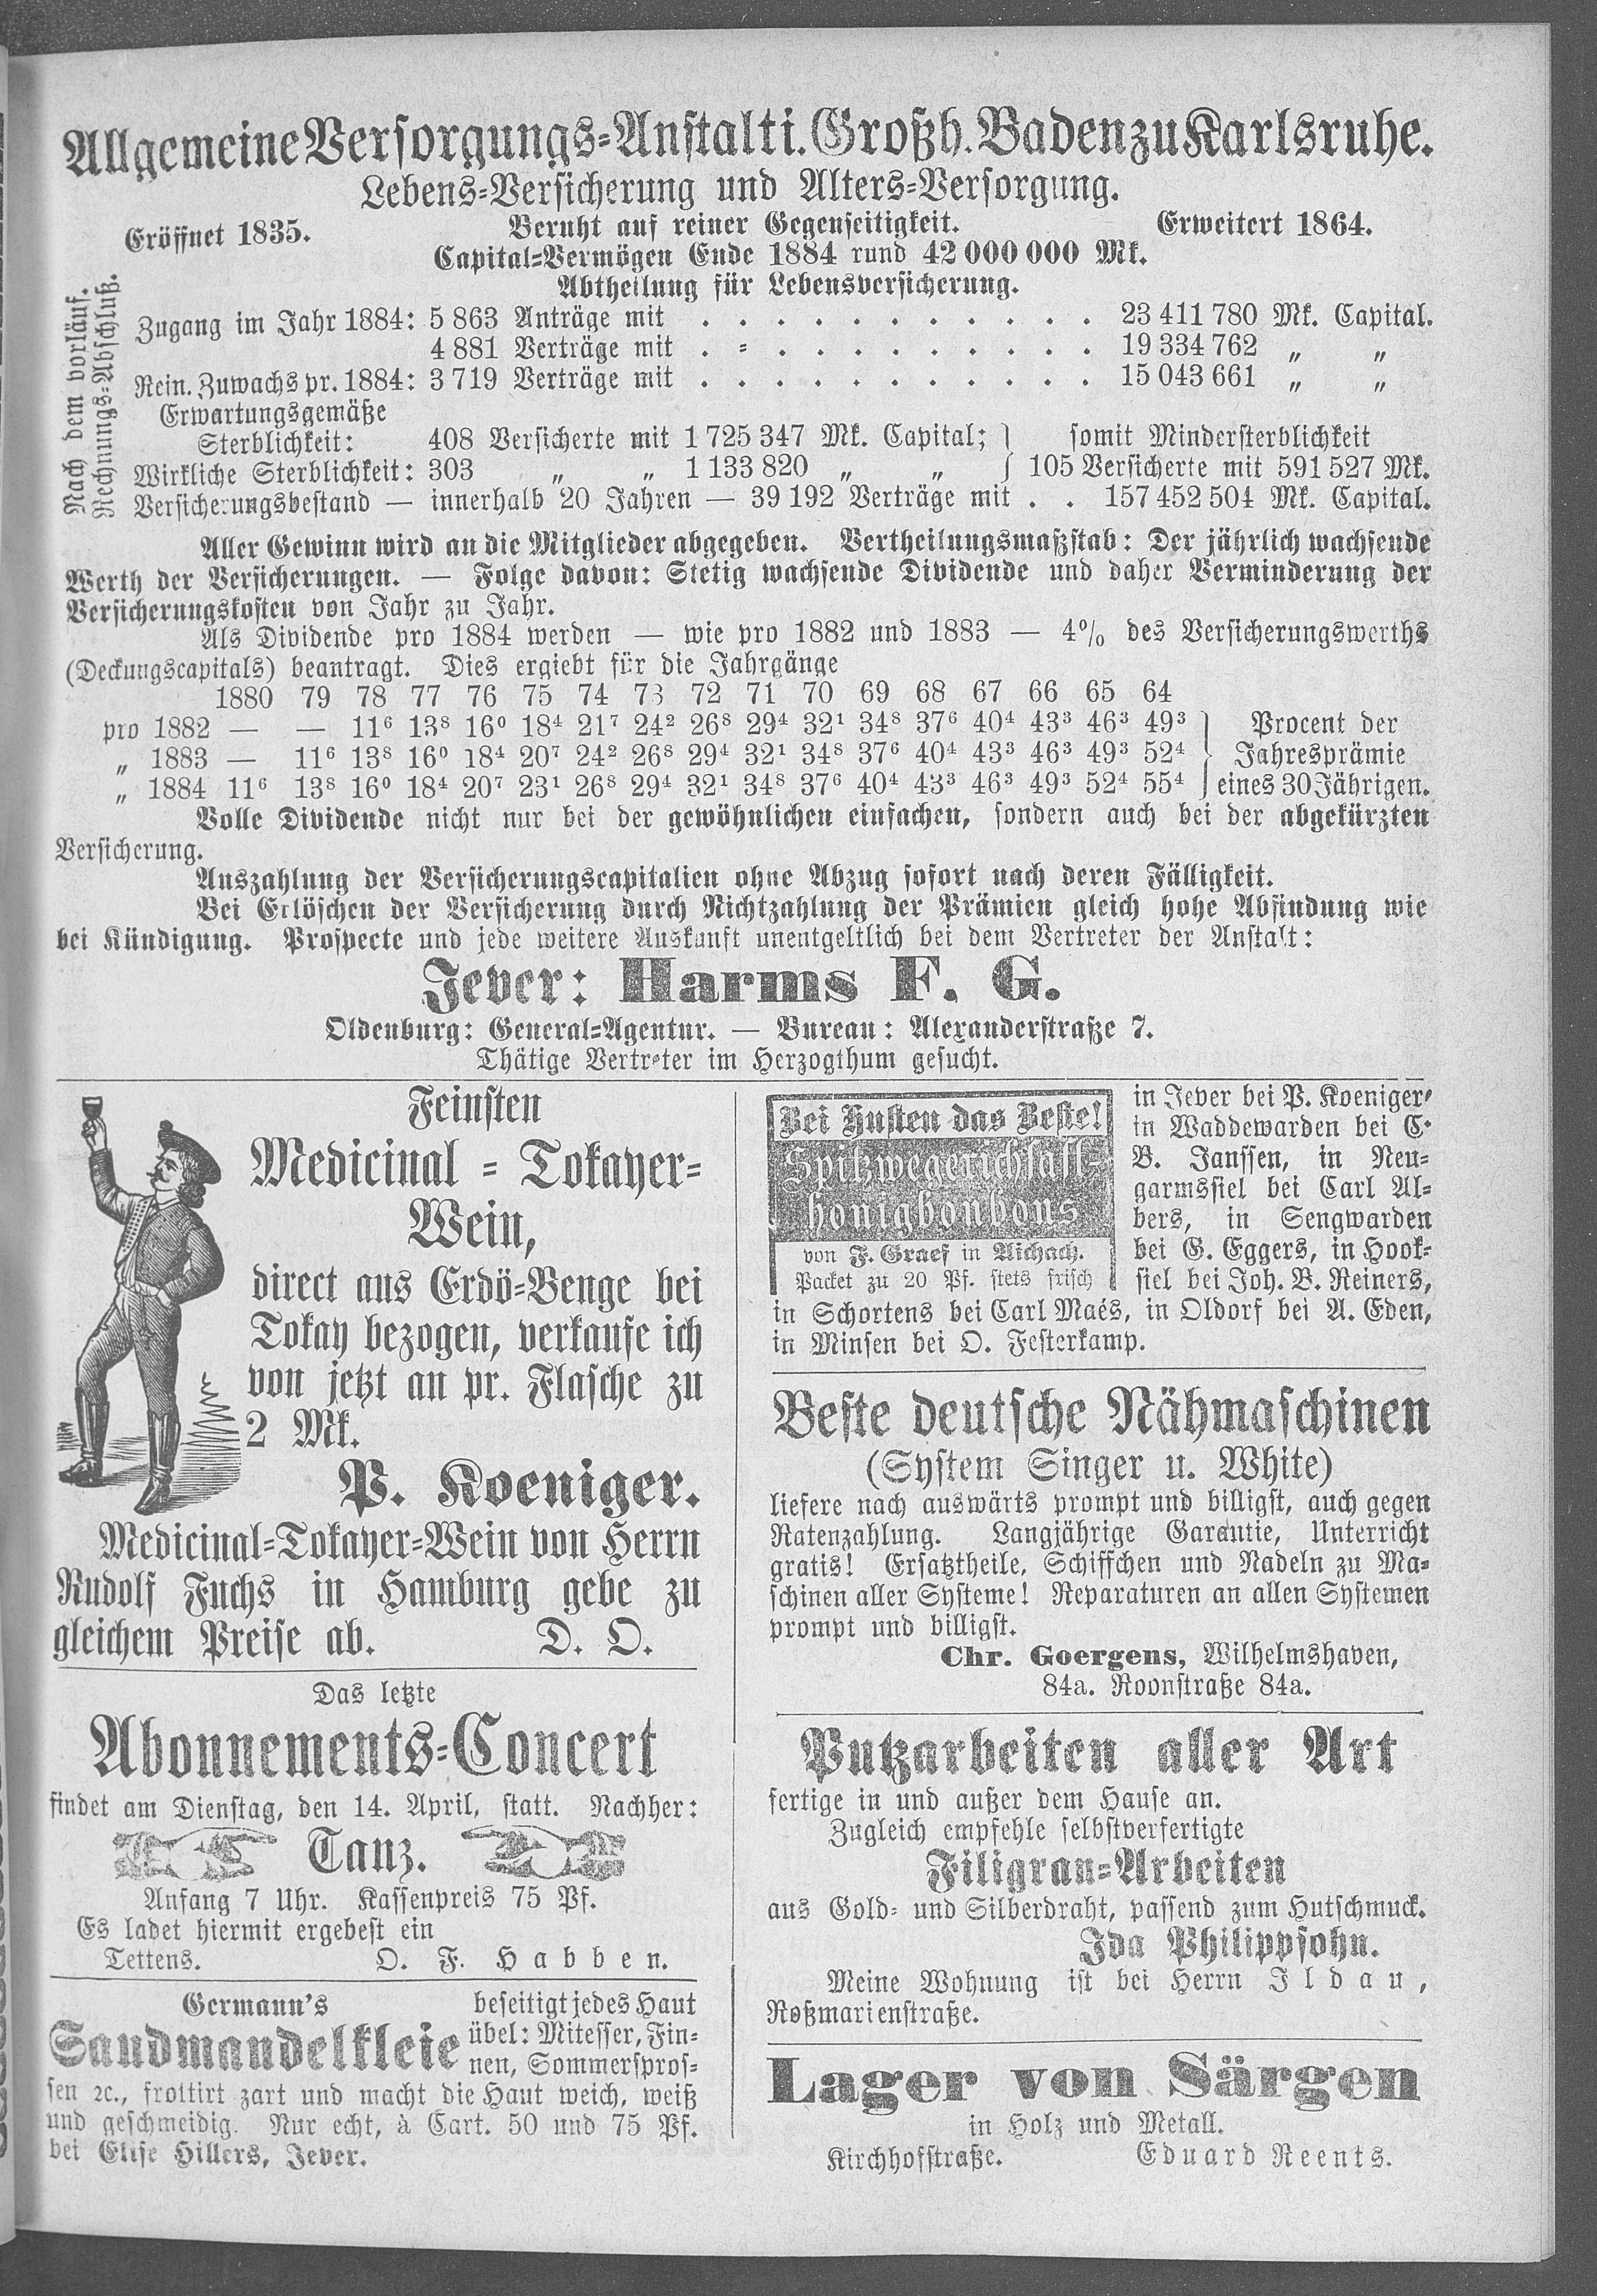 Allgemeine Versorgungs-Anstalt i. Großh. Baden zu Karlsruhe.
Lebens-Versicherung und Alters-Versorgung.
Eröffnet 1835. Beruht auf reiner Gegenseitigkeit. Erweitert 1864.
Capital-Vermögen Ende 1884 rund 42 000 000 Mk.
Abtheilung für Lebensversicherung.
Nach dem vorläuf.
Rechnungs-Abschluß.
Zugang im Jahr 1884: 5 863 Anträge mit . . . . . . . . . . . . 23 411 780 Mk. Capital.
4 881 Verträge mit . . . . . . . . . . . . 19 334 762 „ „
Rein. Zuwachs pr. 1884: 3 719 Verträge mit . . . . . . . . . . . . 15 043 661 „ „
Erwartungsgemäße
Sterblichkeit: 408 Versicherte mit 1 725 347 Mk. Capital; } somit Mindersterblichkeit
Wirkliche Sterblichkeit: 303 „ „ 1 133 820 „ „ } 105 Versicherte mit 591 527 Mk.
Versicherungsbestand — innerhalb 20 Jahren — 39 192 Verträge mit . . 157 452 504 Mk. Capital.
Aller Gewinn wird an die Mitglieder abgegeben. Vertheilungsmaßstab: Der jährlich wachsende
Werth der Versicherungen. — Folge davon: Stetig wachsende Dividende und daher Verminderung der
Versicherungskosten von Jahr zu Jahr.
Als Dividende pro 1884 werden — wie pro 1882 und 1883 — 4% des Versicherungswerths
(Deckungscapitals) beantragt. Dies ergiebt für die Jahrgänge
1880 79 78 77 76 75 74 73 72 71 70 69 68 67 66 65 64
pro 1882 — — 11⁶ 13⁸ 16⁰ 18⁴ 21⁷ 24² 26⁸ 29⁴ 32¹ 34⁸ 37⁶ 40⁴ 43³ 46³ 49³ } Procent der
„ 1883 — 11⁶ 13⁸ 16⁰ 18⁴ 20⁷ 24² 26⁸ 29⁴ 32¹ 34⁸ 37⁶ 40⁴ 43³ 46³ 49³ 52⁴ } Jahresprämie
„ 1884 11⁶ 13⁸ 16⁰ 18⁴ 20⁷ 23¹ 26⁸ 29⁴ 32¹ 34⁸ 37⁶ 40⁴ 43³ 46³ 49³ 52⁴ 55⁴ } eines 30Jährigen.
Volle Dividende nicht nur bei der gewöhnlichen einfachen, sondern auch bei der abgekürzten
Versicherung.
Auszahlung der Versicherungscapitalien ohne Abzug sofort nach deren Fälligkeit.
Bei Erlöschen der Versicherung durch Nichtzahlung der Prämien gleich hohe Abfindung wie
bei Kündigung. Prospecte und jede weitere Auskunft unentgeltlich bei dem Vertreter der Anstalt:
Jever: Harms F. G.
Oldenburg: General-Agentur. — Bureau: Alexanderstraße 7.
Thätige Vertreter im Herzogthum gesucht.
Feinsten
Medicinal-Tokayer-
Wein,
direct aus Erdö-Benge bei
Tokay bezogen, verkaufe ich
von jetzt an pr. Flasche zu
2 Mk.
P. Koeniger.
Medicinal-Tokayer-Wein von Herrn
Rudolf Fuchs in Hamburg gebe zu
gleichem Preise ab. D. O.
Das letzte
Abonnements-Concert
findet am Dienstag, den 14. April, statt. Nachher:
Tanz.
Anfang 7 Uhr. Kassenpreis 75 Pf.
Es ladet hiermit ergebest ein
Tettens. O. F. Habben.
Germann's beseitigt jedes Haut
Sandmandelkleie übel: Mitesser, Fin-
nen, Sommerspros-
sen ꝛc., frottirt zart und macht die Haut weich, weiß
und geschmeidig. Nur echt, à Cart. 50 und 75 Pf.
bei Elise Hillers, Jever.
Bei Husten das Beste!
Spitzwegerichsaft-
honigbonbons
von F. Graef in Aichach.
Packet zu 20 Pf. stets frisch
in Jever bei P. Koeniger,
in Waddewarden bei C.
B. Janssen, in Neu-
garmssiel bei Carl Al-
bers, in Sengwarden
bei G. Eggers, in Hook-
siel bei Joh. B. Reiners,
in Schortens bei Carl Maés, in Oldorf bei A. Eden,
in Minsen bei O. Festerkamp.
Beste deutsche Nähmaschinen
(System Singer u. White)
liefere nach auswärts prompt und billigst, auch gegen
Ratenzahlung. Langjährige Garantie, Unterricht
gratis! Ersatztheile, Schiffchen und Nadeln zu Ma-
schinen aller Systeme! Reparaturen an allen Systemen
prompt und billigst.
Chr. Goergens, Wilhelmshaven,
84a. Roonstraße 84a.
Putzarbeiten aller Art
fertige in und außer dem Hause an.
Zugleich empfehle selbstverfertigte
Filigran-Arbeiten
aus Gold- und Silberdraht, passend zum Hutschmuck.
Ida Philippsohn.
Meine Wohnung ist bei Herrn Ildau,
Roßmarienstraße.
Lager von Särgen
in Holz und Metall.
Kirchhofstraße. Eduard Reents.